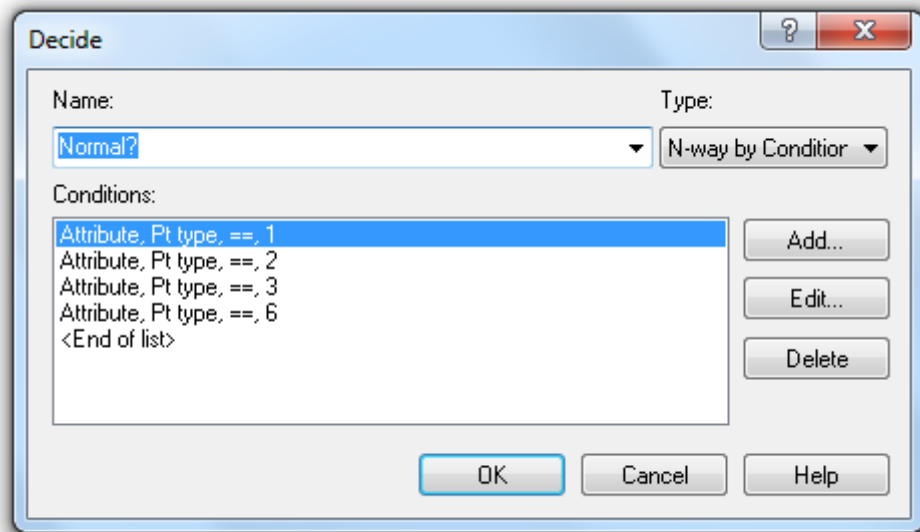 Decide
?
X
Name:
Type:
Normal?
N-way by Condition
Conditions:
Attribute, Pt type, ==, 1
Add...
Attribute, Pt type, ==, 2
Attribute, Pt type, ==, 3
Edit...
Attribute, Pt type, ==, 6
<End of list>
Delete
OK
Cancel
Help